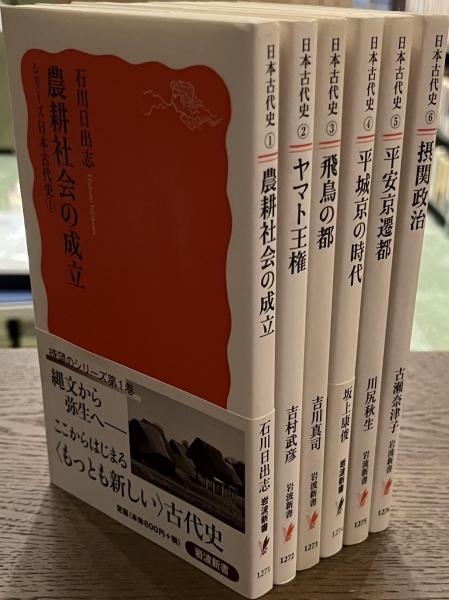 石川日出志
Hideshi Ishikawa
農耕社会の成立
シリーズ日本古代史①
待望のシリーズ第1巻
縄文から
弥生へ―
ここからはじまる
〈もっとも新しい〉古代史
定価(本体800円+税)
岩波新書
日本古代史①
農耕社会の成立
石川日出志
岩波新書
1271
日本古代史②
ヤマト王権
吉村武彦
岩波新書
1272
日本古代史③
飛鳥の都
吉川真司
岩波新書
1273
日本古代史④
平城京の時代
坂上康俊
岩波新書
1274
日本古代史⑤
平安京遷都
川尻秋生
岩波新書
1275
日本古代史⑥
摂関政治
古瀬奈津子
岩波新書
1276